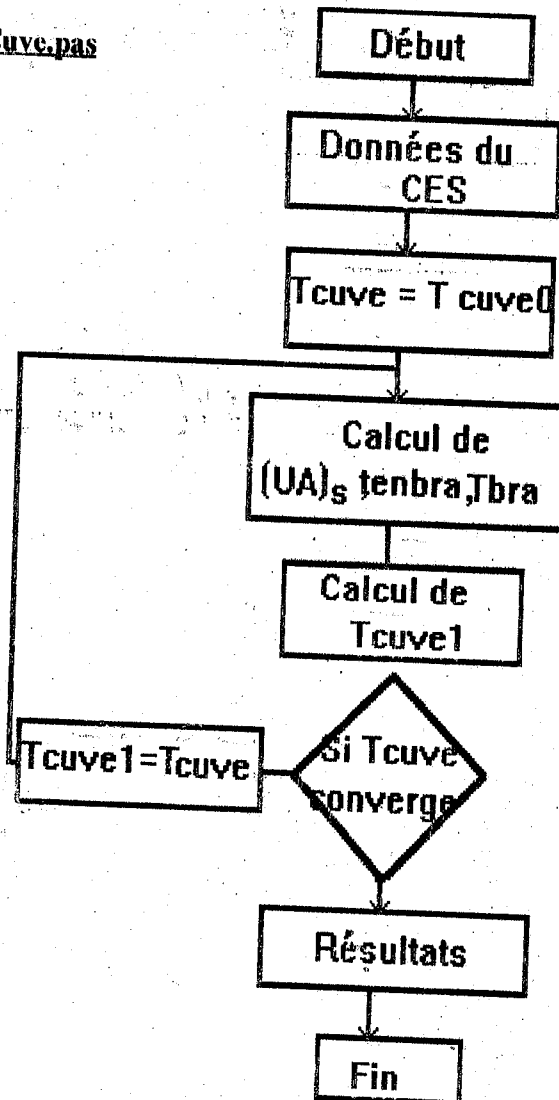 uve.pas
Début
Données du
CES
Tcuve = T cuve0
Calcul de
(UA)s tenbra,Tbra
Calcul de
Tcuve1
Si Tcuve
converge
Tcuve1=Tcuve
Résultats
Fin